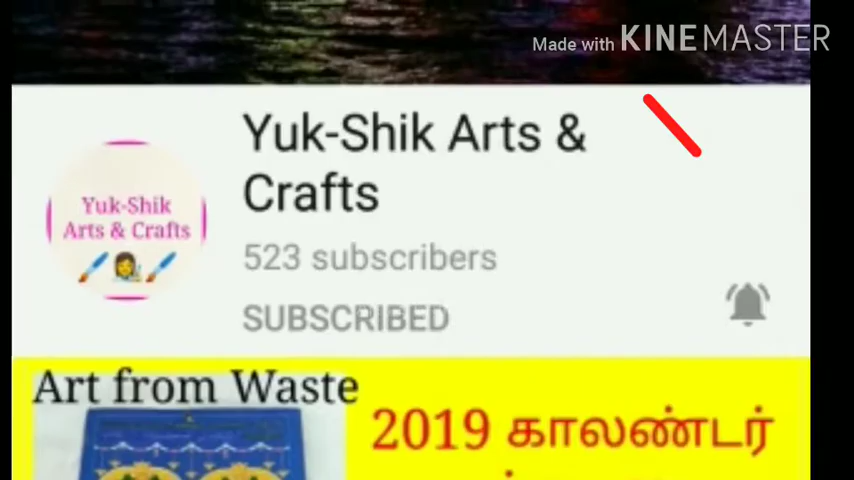 Made with KINEMASTER
Yuk-Shik Arts &
Crafts
Yuk-Shik
Arts & Crafts
523 subscribers
SUBSCRIBED
Art from Waste
2019 காலண்டர்